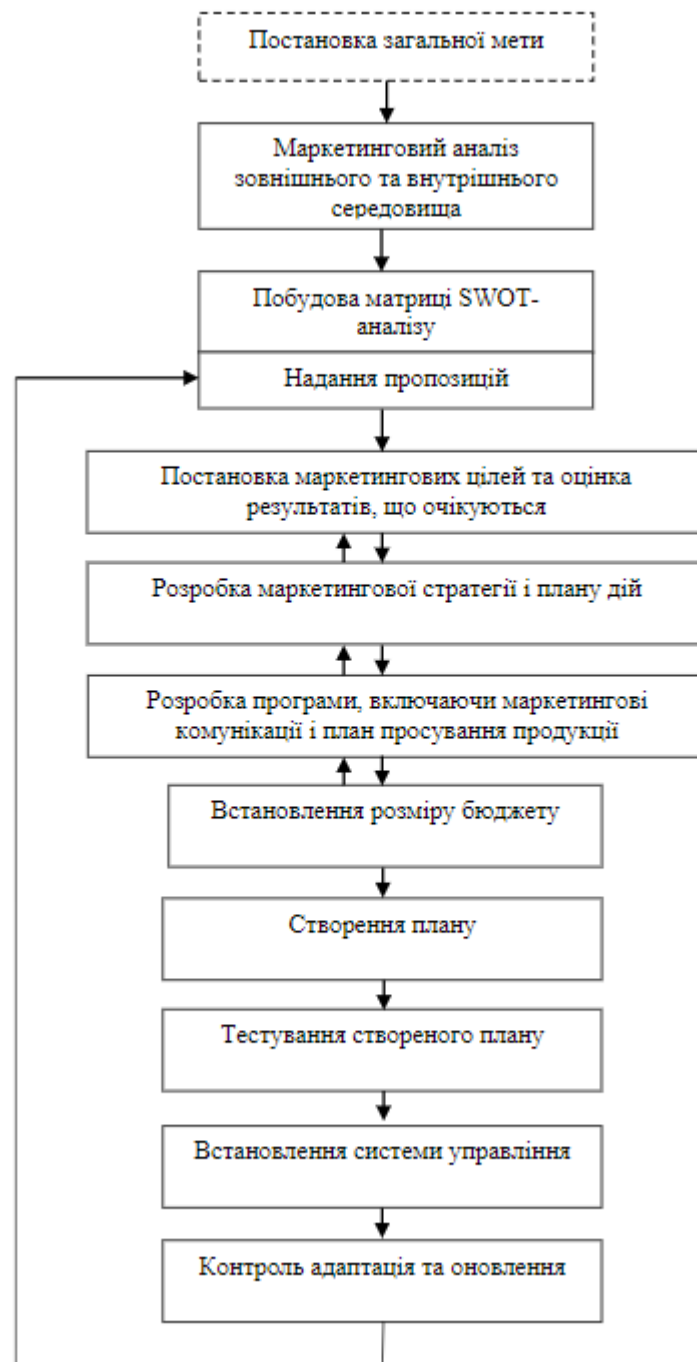 Постановка загальної мети
Маркетинговий аналіз
зовнішнього та внутрішнього
середовища
Побудова матриці SWOT-
аналізу
Надання пропозицій
Постановка маркетингових цілей та оцінка
результатів, що очікуються
Розробка маркетингової стратегії і плану дій
Розробка програми, включаючи маркетингові
комунікації і план просування продукції
Встановлення розміру бюджету
Створення плану
Тестування створеного плану
Встановлення системи управління
Контроль адаптація та оновлення